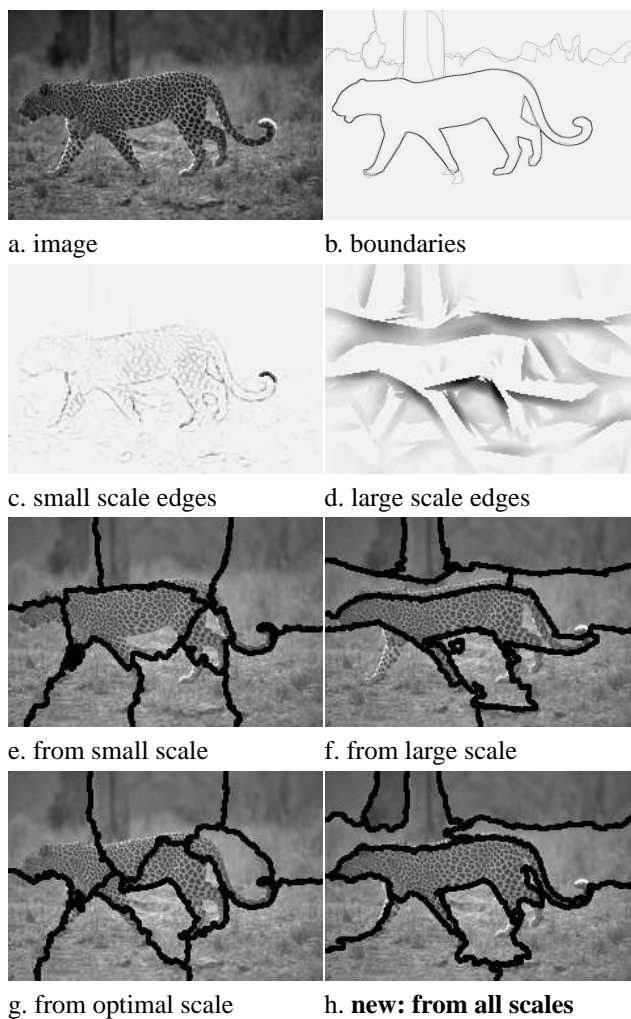 a. image
b. boundaries
c. small scale edges
d. large scale edges
e. from small scale
f. from large scale
g. from optimal scale
h. new: from all scales